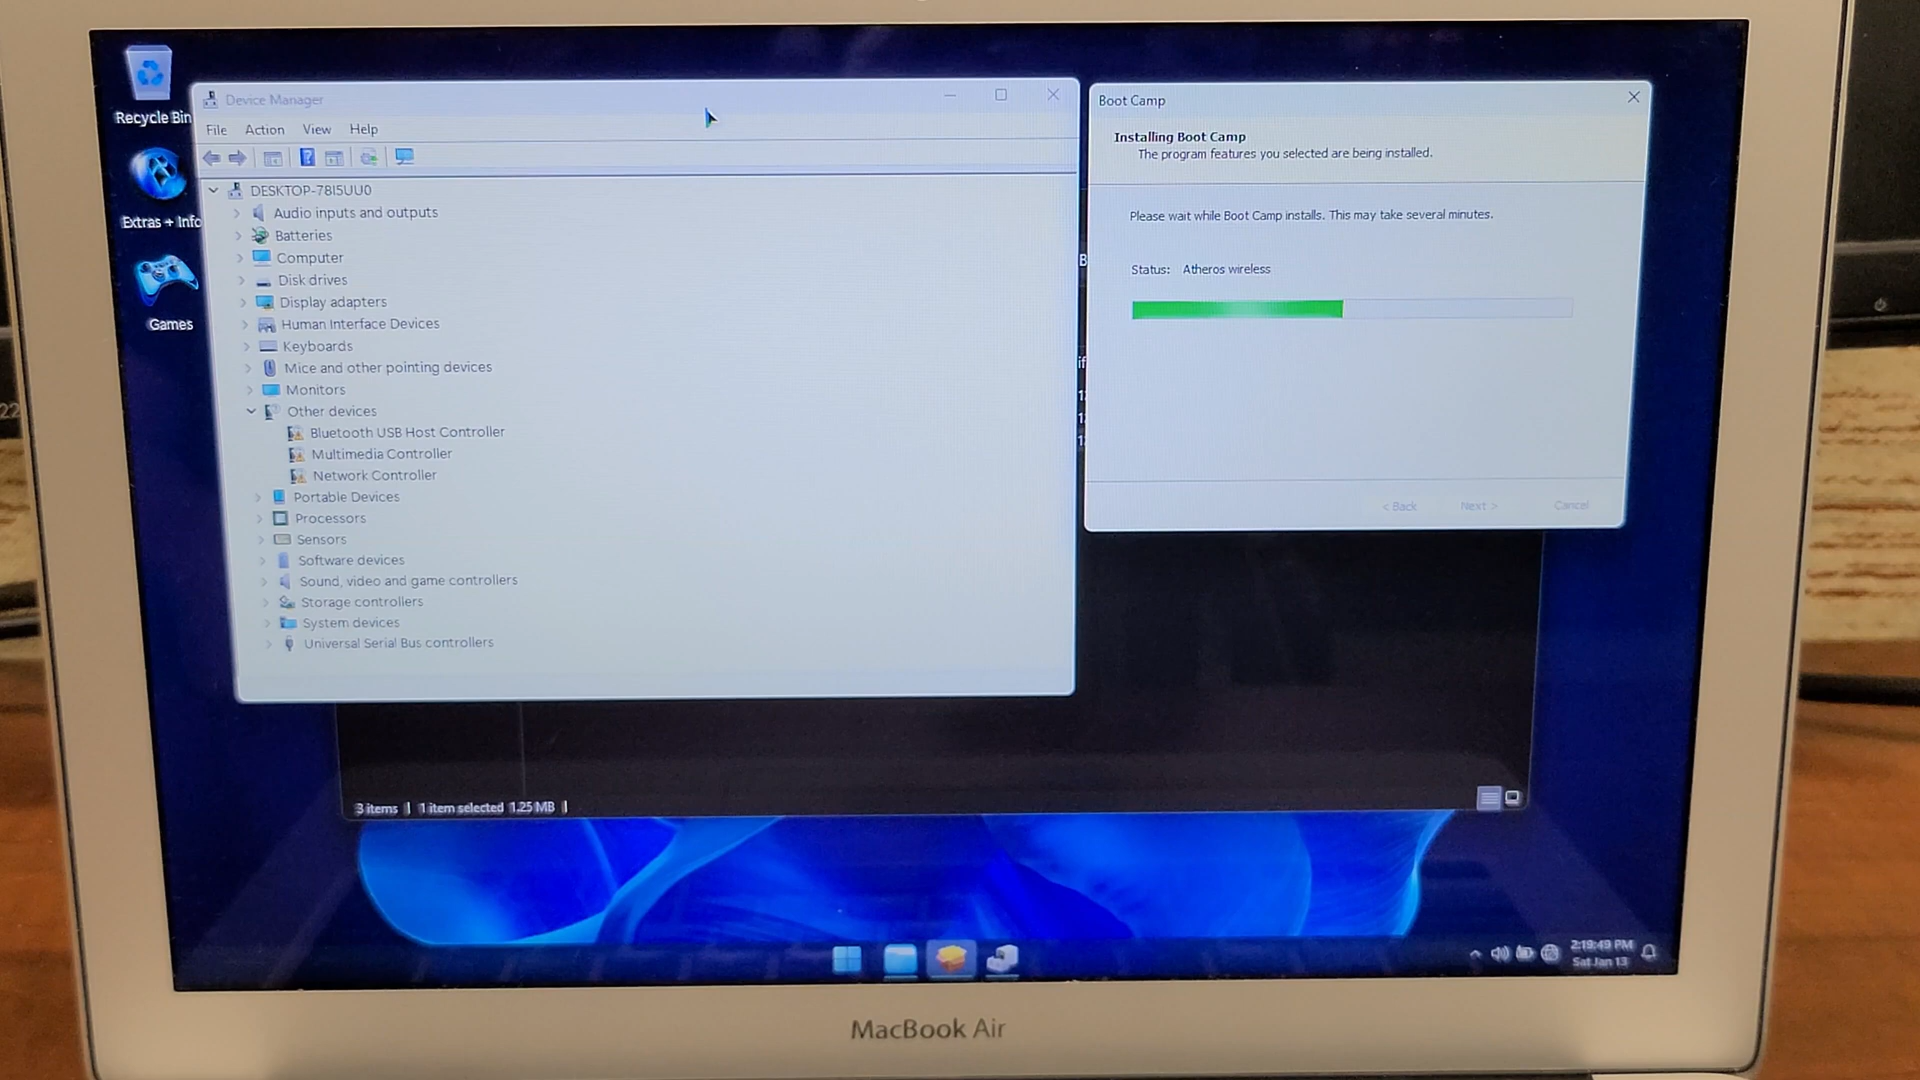 Recycle Bin
Extras + Info
Games
Device Manager
File Action View Help
DESKTOP-78I5UU0
Audio inputs and outputs
Batteries
Computer
Disk drives
Display adapters
Human Interface Devices
Keyboards
Mice and other pointing devices
Monitors
Other devices
Bluetooth USB Host Controller
Multimedia Controller
Network Controller
Portable Devices
Processors
Sensors
Software devices
Sound, video and game controllers
Storage controllers
System devices
Universal Serial Bus controllers
Boot Camp
Installing Boot Camp
The program features you selected are being installed.
Please wait while Boot Camp installs. This may take several minutes.
Status: Atheros wireless
< Back Next > Cancel
3 items | 1 item selected 1.25 MB |
2:19:49 PM
Sat Jan 13
MacBook Air